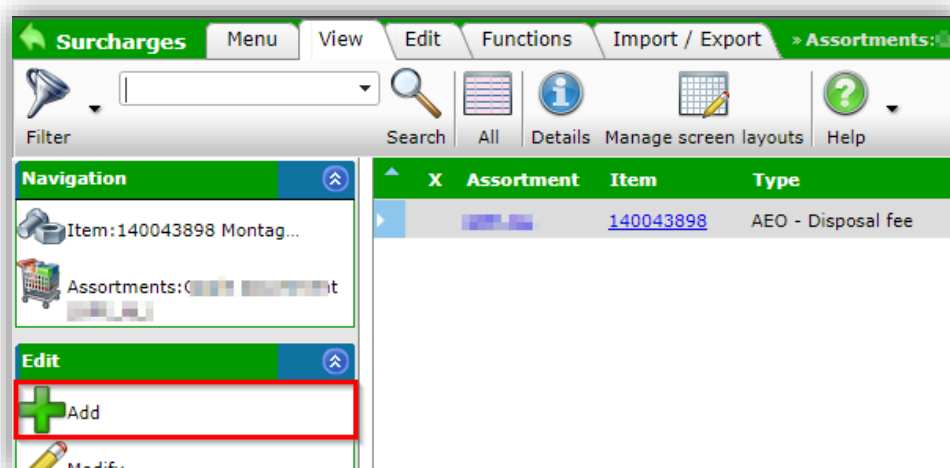 Surcharges Menu View Edit Functions Import / Export » Assortments:
Filter Search All Details Manage screen layouts Help
Navigation
X Assortment Item Type
Item:140043898 Montag...
140043898 AEO - Disposal fee
Assortments:
Edit
Add
Modify